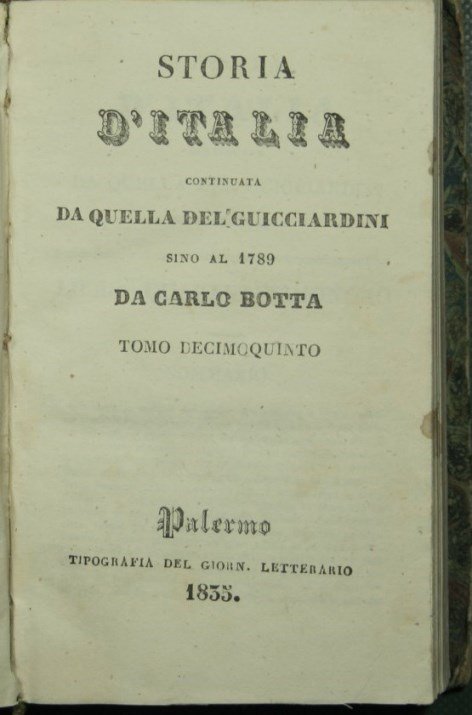 STORIA
D'ITALIA
CONTINUATA
DA QUELLA DEL GUICCIARDINI
SINO AL 1789
DA CARLO BOTTA
TOMO DECIMOQUINTO
Palermo
TIPOGRAFIA DEL GIORN. LETTERARIO
1835.